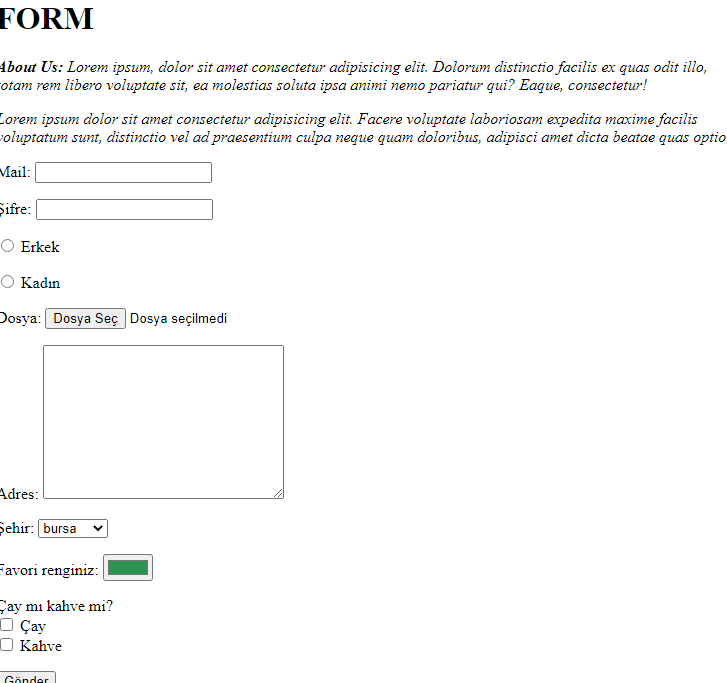 FORM
About Us: Lorem ipsum, dolor sit amet consectetur adipisicing elit. Dolorum distinctio facilis ex quas odit illo,
totam rem libero voluptate sit, ea molestias soluta ipsa animi nemo pariatur qui? Eaque, consectetur!
Lorem ipsum dolor sit amet consectetur adipisicing elit. Facere voluptate laboriosam expedita maxime facilis
voluptatum sunt, distinctio vel ad praesentium culpa neque quam doloribus, adipisci amet dicta beatae quas optio
Mail:
Şifre:
Erkek
Kadın
Dosya: Dosya Seç Dosya seçilmedi
Adres:
Şehir: bursa
Favori renginiz:
Çay mı kahve mi?
Çay
Kahve
Gönder